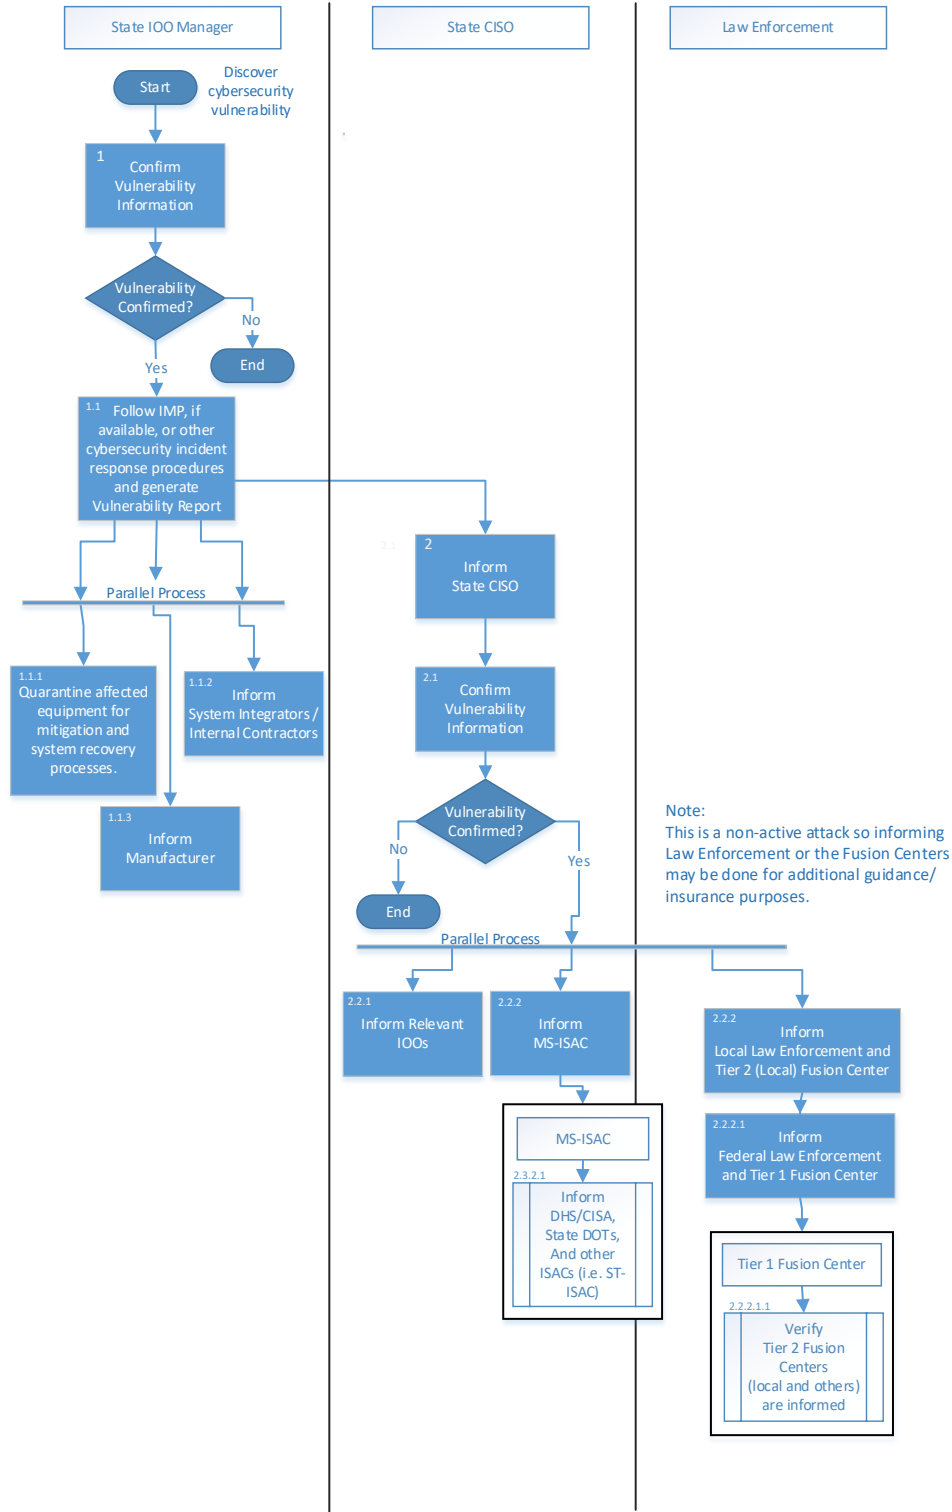 State IOO Manager
State CISO
Law Enforcement
Start
Discover
cybersecurity
vulnerability
1
Confirm
Vulnerability
Information
Vulnerability
Confirmed?
No
End
Yes
1.1
Follow IMP, if
available, or other
cybersecurity incident
response procedures
and generate
Vulnerability Report
2.1
2
Inform
State CISO
Parallel Process
1.1.1
Quarantine affected
equipment for
mitigation and
system recovery
processes.
1.1.2
Inform
System Integrators /
Internal Contractors
1.1.3
Inform
Manufacturer
2.1
Confirm
Vulnerability
Information
Vulnerability
Confirmed?
No
Yes
End
Note:
This is a non-active attack so informing
Law Enforcement or the Fusion Centers
may be done for additional guidance/
insurance purposes.
Parallel Process
2.2.1
Inform Relevant
IOOs
2.2.2
Inform
MS-ISAC
2.2.2
Inform
Local Law Enforcement and
Tier 2 (Local) Fusion Center
2.2.2.1
Inform
Federal Law Enforcement
and Tier 1 Fusion Center
MS-ISAC
2.3.2.1
Inform
DHS/CISA,
State DOTs,
And other
ISACs (i.e. ST-
ISAC)
Tier 1 Fusion Center
2.2.2.1.1
Verify
Tier 2 Fusion
Centers
(local and others)
are informed